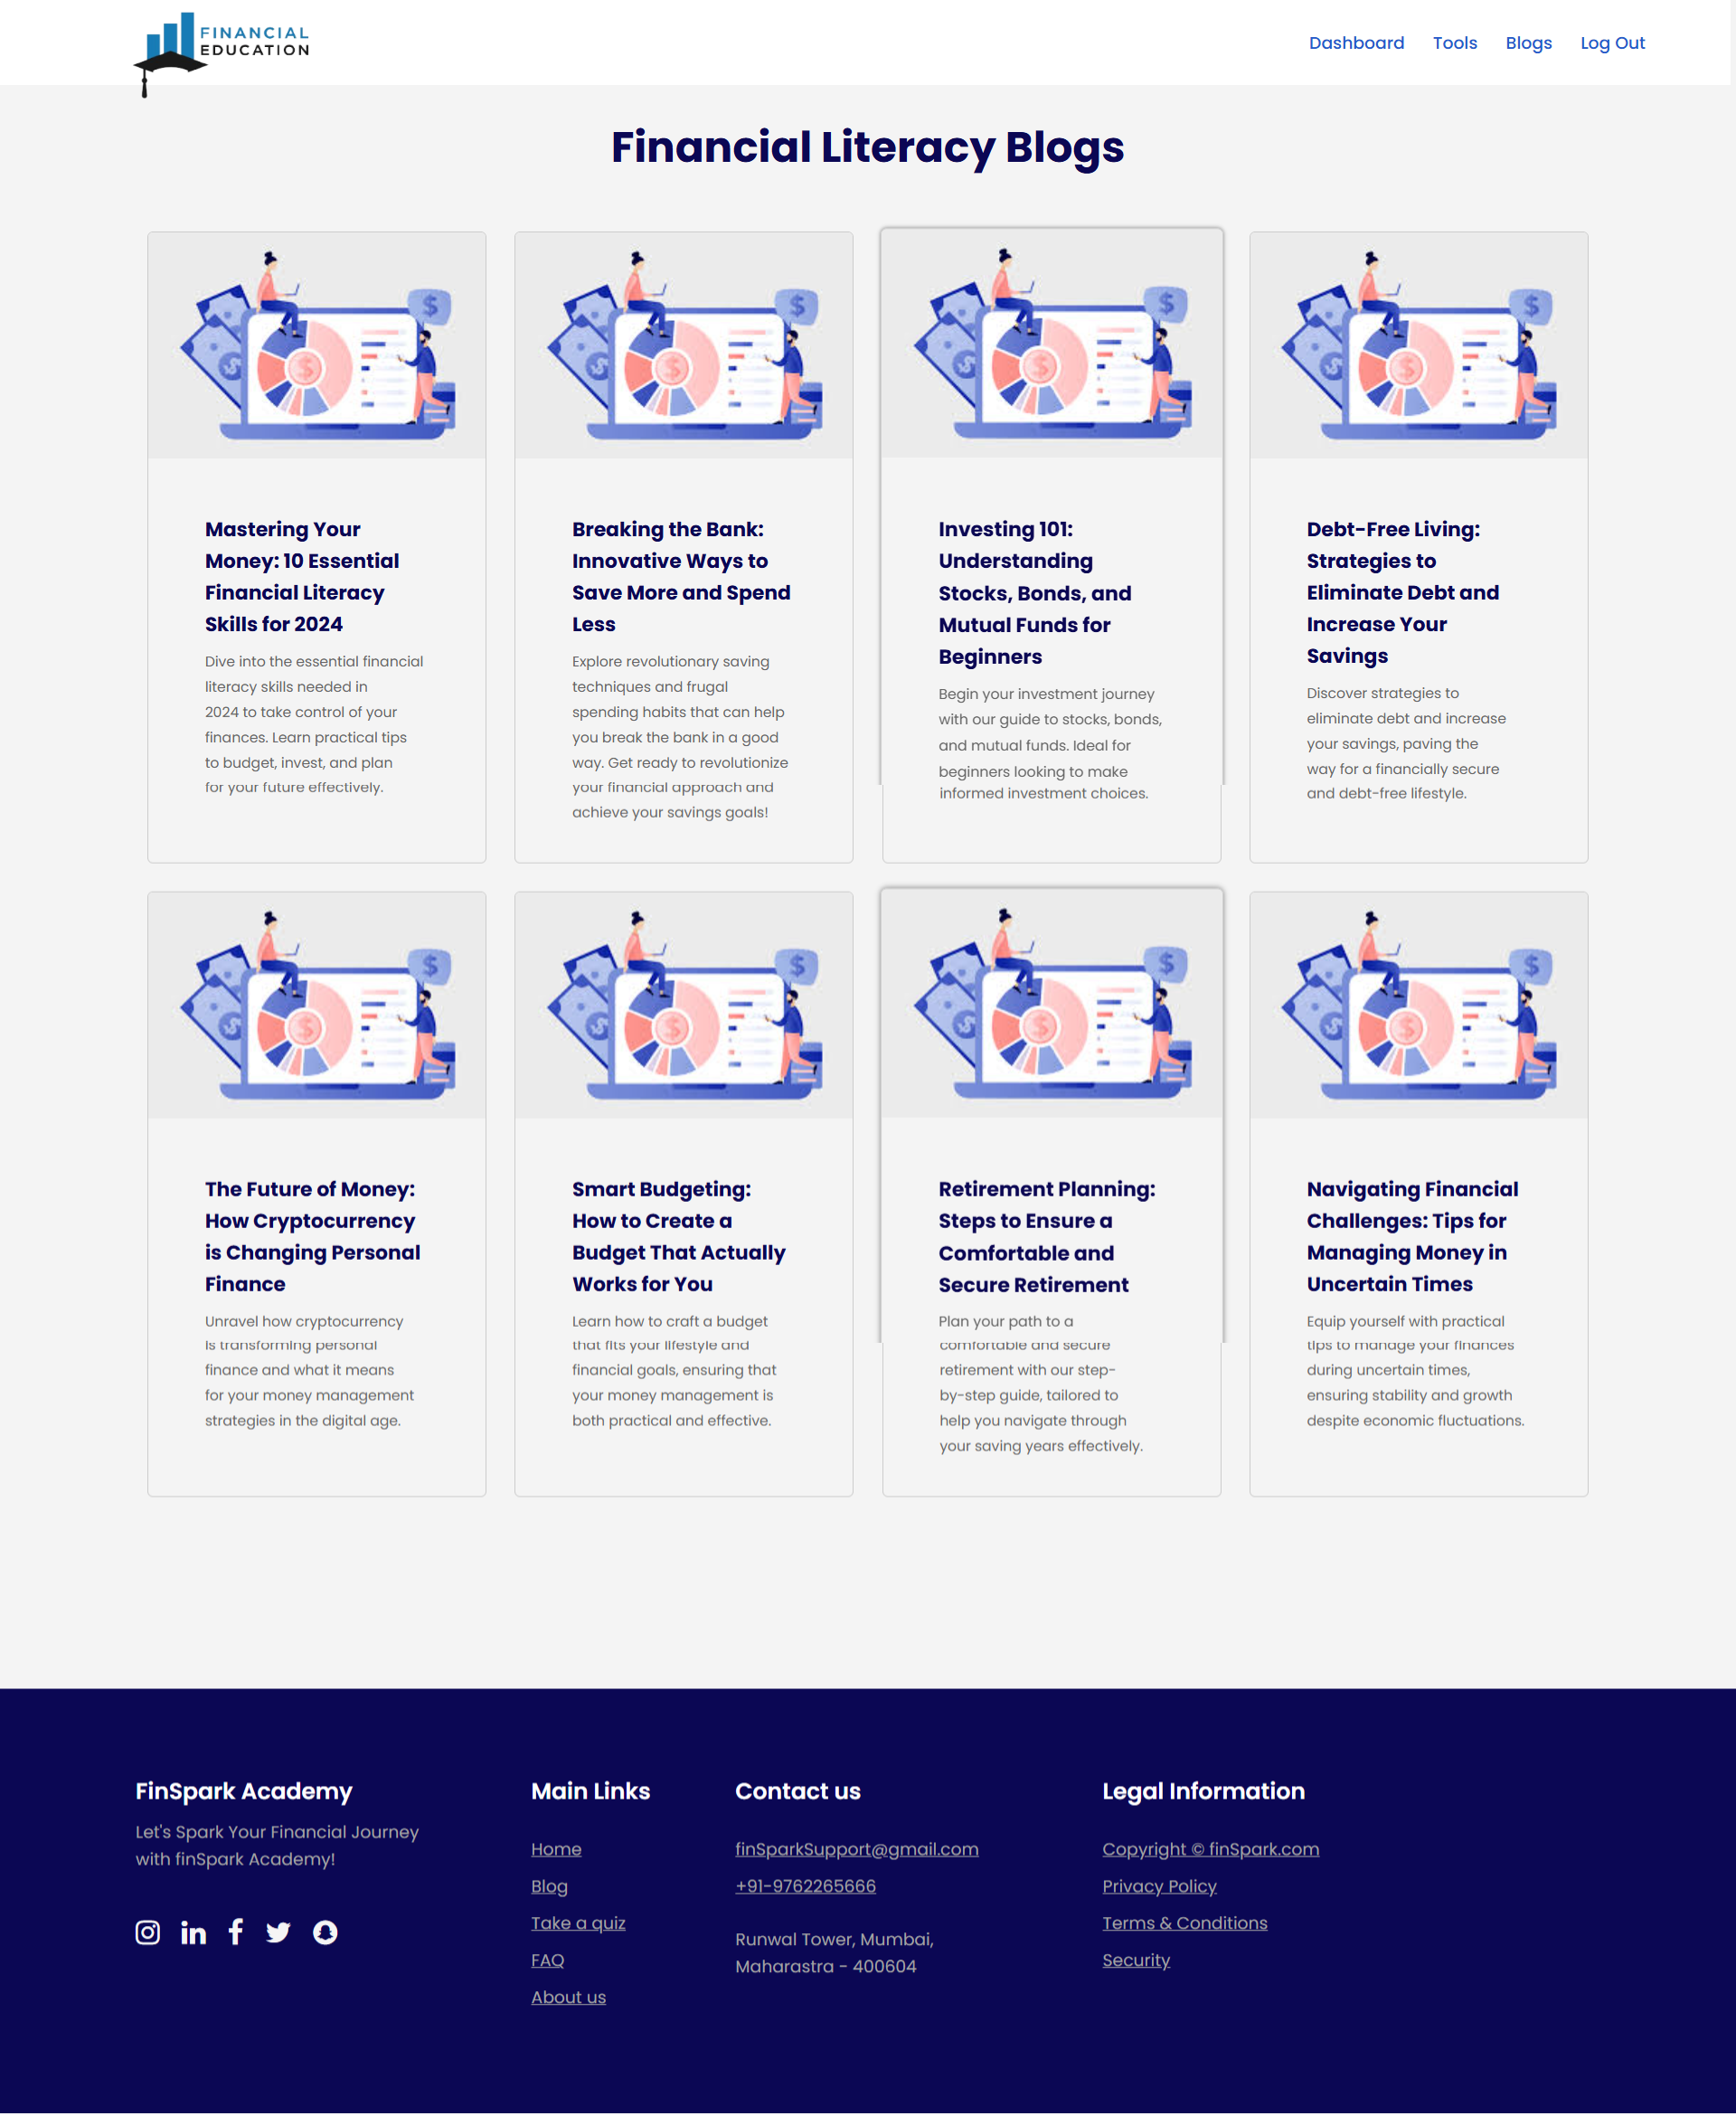 FINANCIAL
EDUCATION
Dashboard Tools Blogs Log Out
Financial Literacy Blogs
Mastering Your
Money: 10 Essential
Financial Literacy
Skills for 2024
Dive into the essential financial
literacy skills needed in
2024 to take control of your
finances. Learn practical tips
to budget, invest, and plan
for your future effectively.
Breaking the Bank:
Innovative Ways to
Save More and Spend
Less
Explore revolutionary saving
techniques and frugal
spending habits that can help
you break the bank in a good
way. Get ready to revolutionize
your financial approach and
achieve your savings goals!
Investing 101:
Understanding
Stocks, Bonds, and
Mutual Funds for
Beginners
Begin your investment journey
with our guide to stocks, bonds,
and mutual funds. Ideal for
beginners looking to make
informed investment choices.
Debt-Free Living:
Strategies to
Eliminate Debt and
Increase Your
Savings
Discover strategies to
eliminate debt and increase
your savings, paving the
way for a financially secure
and debt-free lifestyle.
The Future of Money:
How Cryptocurrency
is Changing Personal
Finance
Unravel how cryptocurrency
is transforming personal
finance and what it means
for your money management
strategies in the digital age.
Smart Budgeting:
How to Create a
Budget That Actually
Works for You
Learn how to craft a budget
that fits your lifestyle and
financial goals, ensuring that
your money management is
both practical and effective.
Retirement Planning:
Steps to Ensure a
Comfortable and
Secure Retirement
Plan your path to a
comfortable and secure
retirement with our step-
by-step guide, tailored to
help you navigate through
your saving years effectively.
Navigating Financial
Challenges: Tips for
Managing Money in
Uncertain Times
Equip yourself with practical
tips to manage your finances
during uncertain times,
ensuring stability and growth
despite economic fluctuations.
FinSpark Academy
Let's Spark Your Financial Journey
with finSpark Academy!
Main Links
Home
Blog
Take a quiz
FAQ
About us
Contact us
finSparkSupport@gmail.com
+91-9762265666
Runwal Tower, Mumbai,
Maharastra - 400604
Legal Information
Copyright © finSpark.com
Privacy Policy
Terms & Conditions
Security